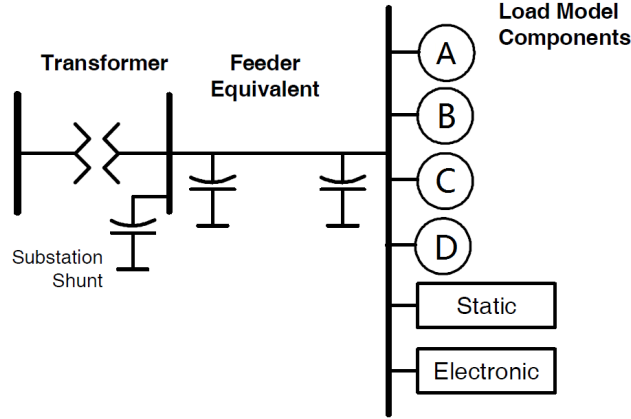 Load Model
Components
Transformer
Feeder
Equivalent
A
B
C
D
Substation
Shunt
Static
Electronic